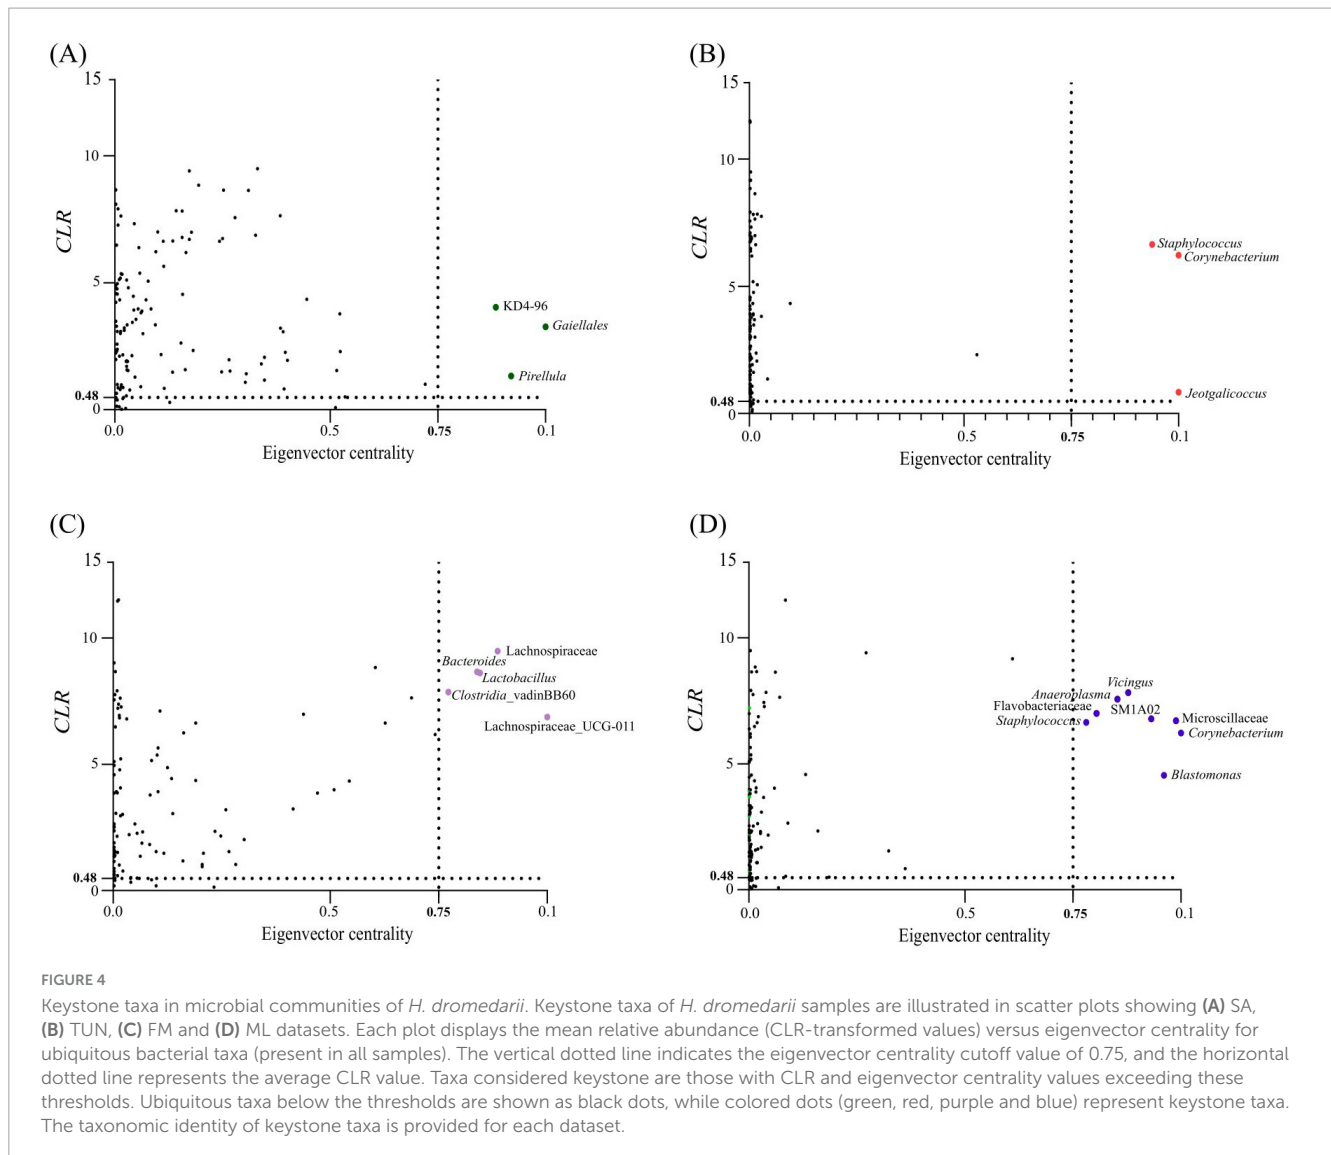 (A)
15
10
5
0.48
0
CLR
KD4-96
Gaiellales
Pirellula
0.0
0.5
0.75
0.1
Eigenvector centrality
(B)
15
10
5
0.48
0
CLR
Staphylococcus
Corynebacterium
Jeotgalicoccus
0.0
0.5
0.75
0.1
Eigenvector centrality
(C)
15
10
5
0.48
0
CLR
Lachnospiraceae
Bacteroides
Lactobacillus
Clostridia_vadinBB60
Lachnospiraceae_UCG-011
0.0
0.5
0.75
0.1
Eigenvector centrality
(D)
15
10
5
0.48
0
CLR
Vicingus
Anaeroplasma
Flavobacteriaceae
SM1A02
Staphylococcus
Microscillaceae
Corynebacterium
Blastomonas
0.0
0.5
0.75
0.1
Eigenvector centrality
FIGURE 4
Keystone taxa in microbial communities of H. dromedarii. Keystone taxa of H. dromedarii samples are illustrated in scatter plots showing (A) SA,
(B) TUN, (C) FM and (D) ML datasets. Each plot displays the mean relative abundance (CLR-transformed values) versus eigenvector centrality for
ubiquitous bacterial taxa (present in all samples). The vertical dotted line indicates the eigenvector centrality cutoff value of 0.75, and the horizontal
dotted line represents the average CLR value. Taxa considered keystone are those with CLR and eigenvector centrality values exceeding these
thresholds. Ubiquitous taxa below the thresholds are shown as black dots, while colored dots (green, red, purple and blue) represent keystone taxa.
The taxonomic identity of keystone taxa is provided for each dataset.